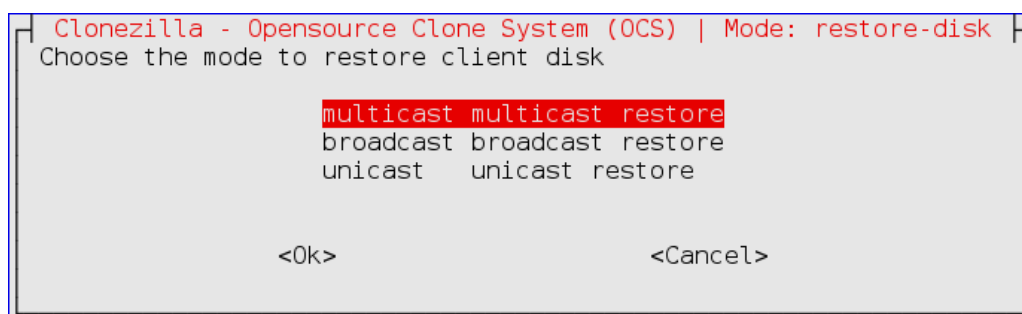 Clonezilla - Opensource Clone System (OCS) | Mode: restore-disk
Choose the mode to restore client disk
multicast multicast restore
broadcast broadcast restore
unicast unicast restore
<Ok> <Cancel>